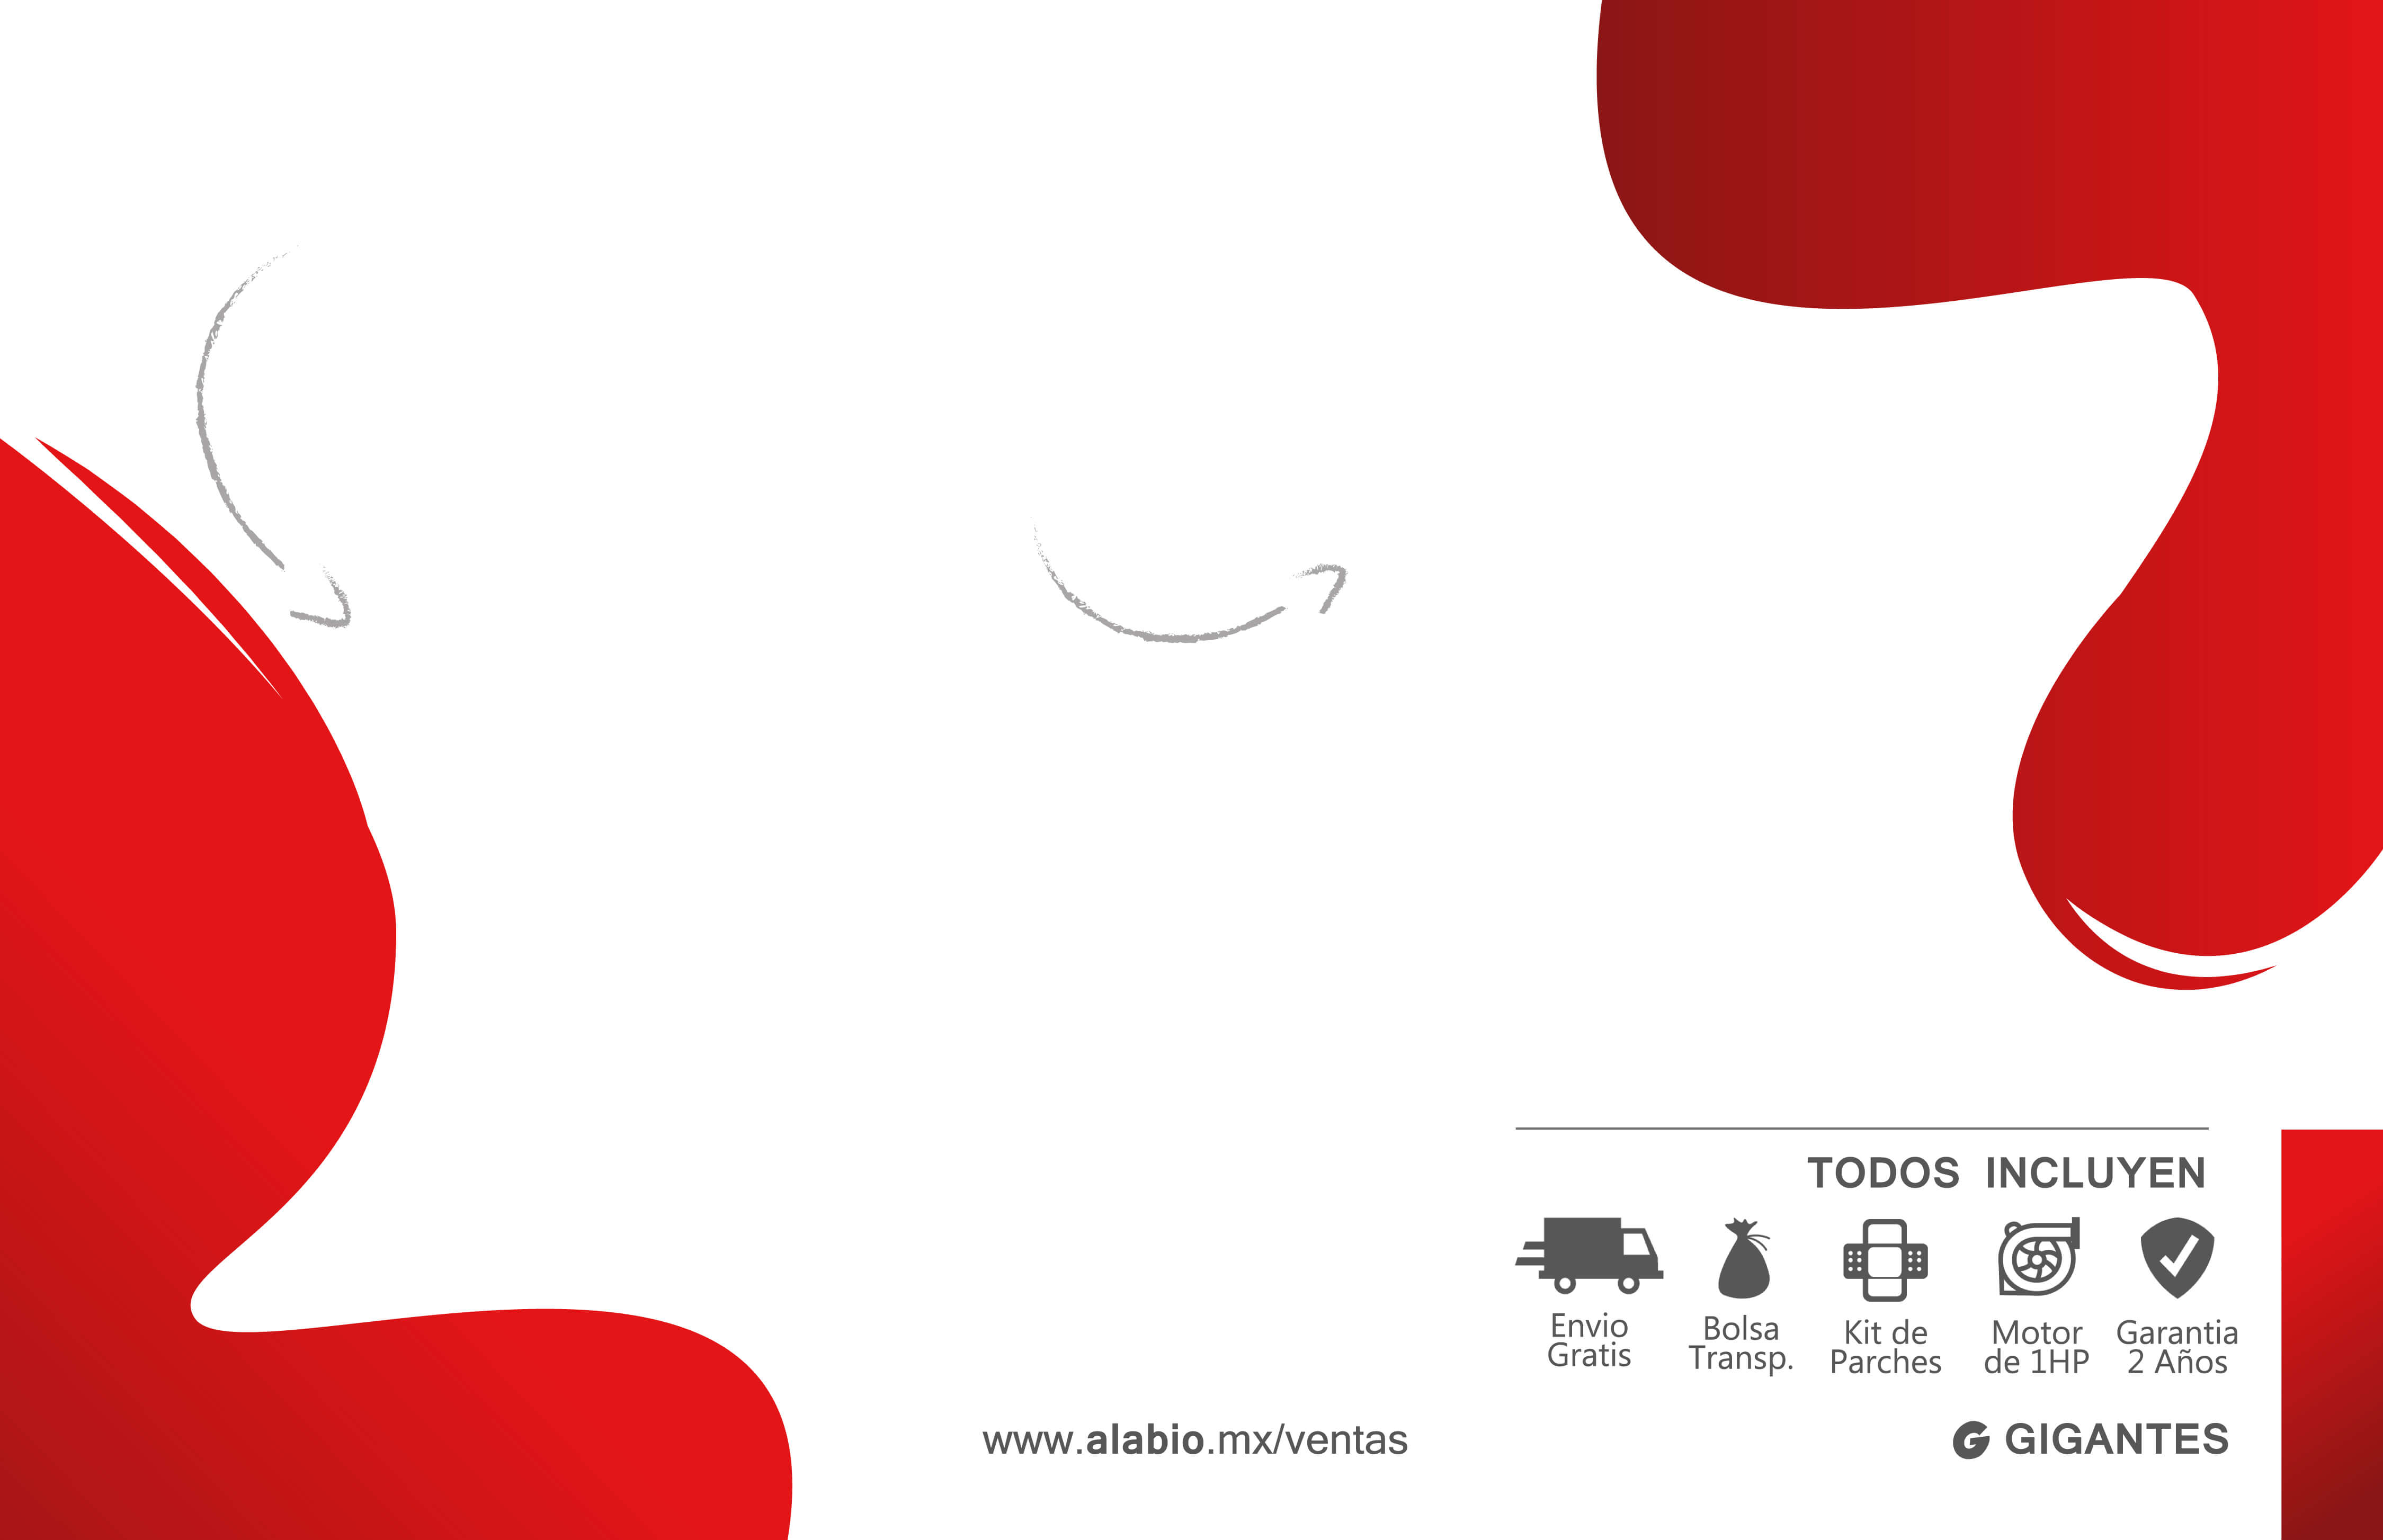 TODOS INCLUYEN
Envio
Gratis
Bolsa
Transp.
Kit de
Parches
Motor
de 1HP
Garantia
2 Años
www.alabio.mx/ventas
G GIGANTES